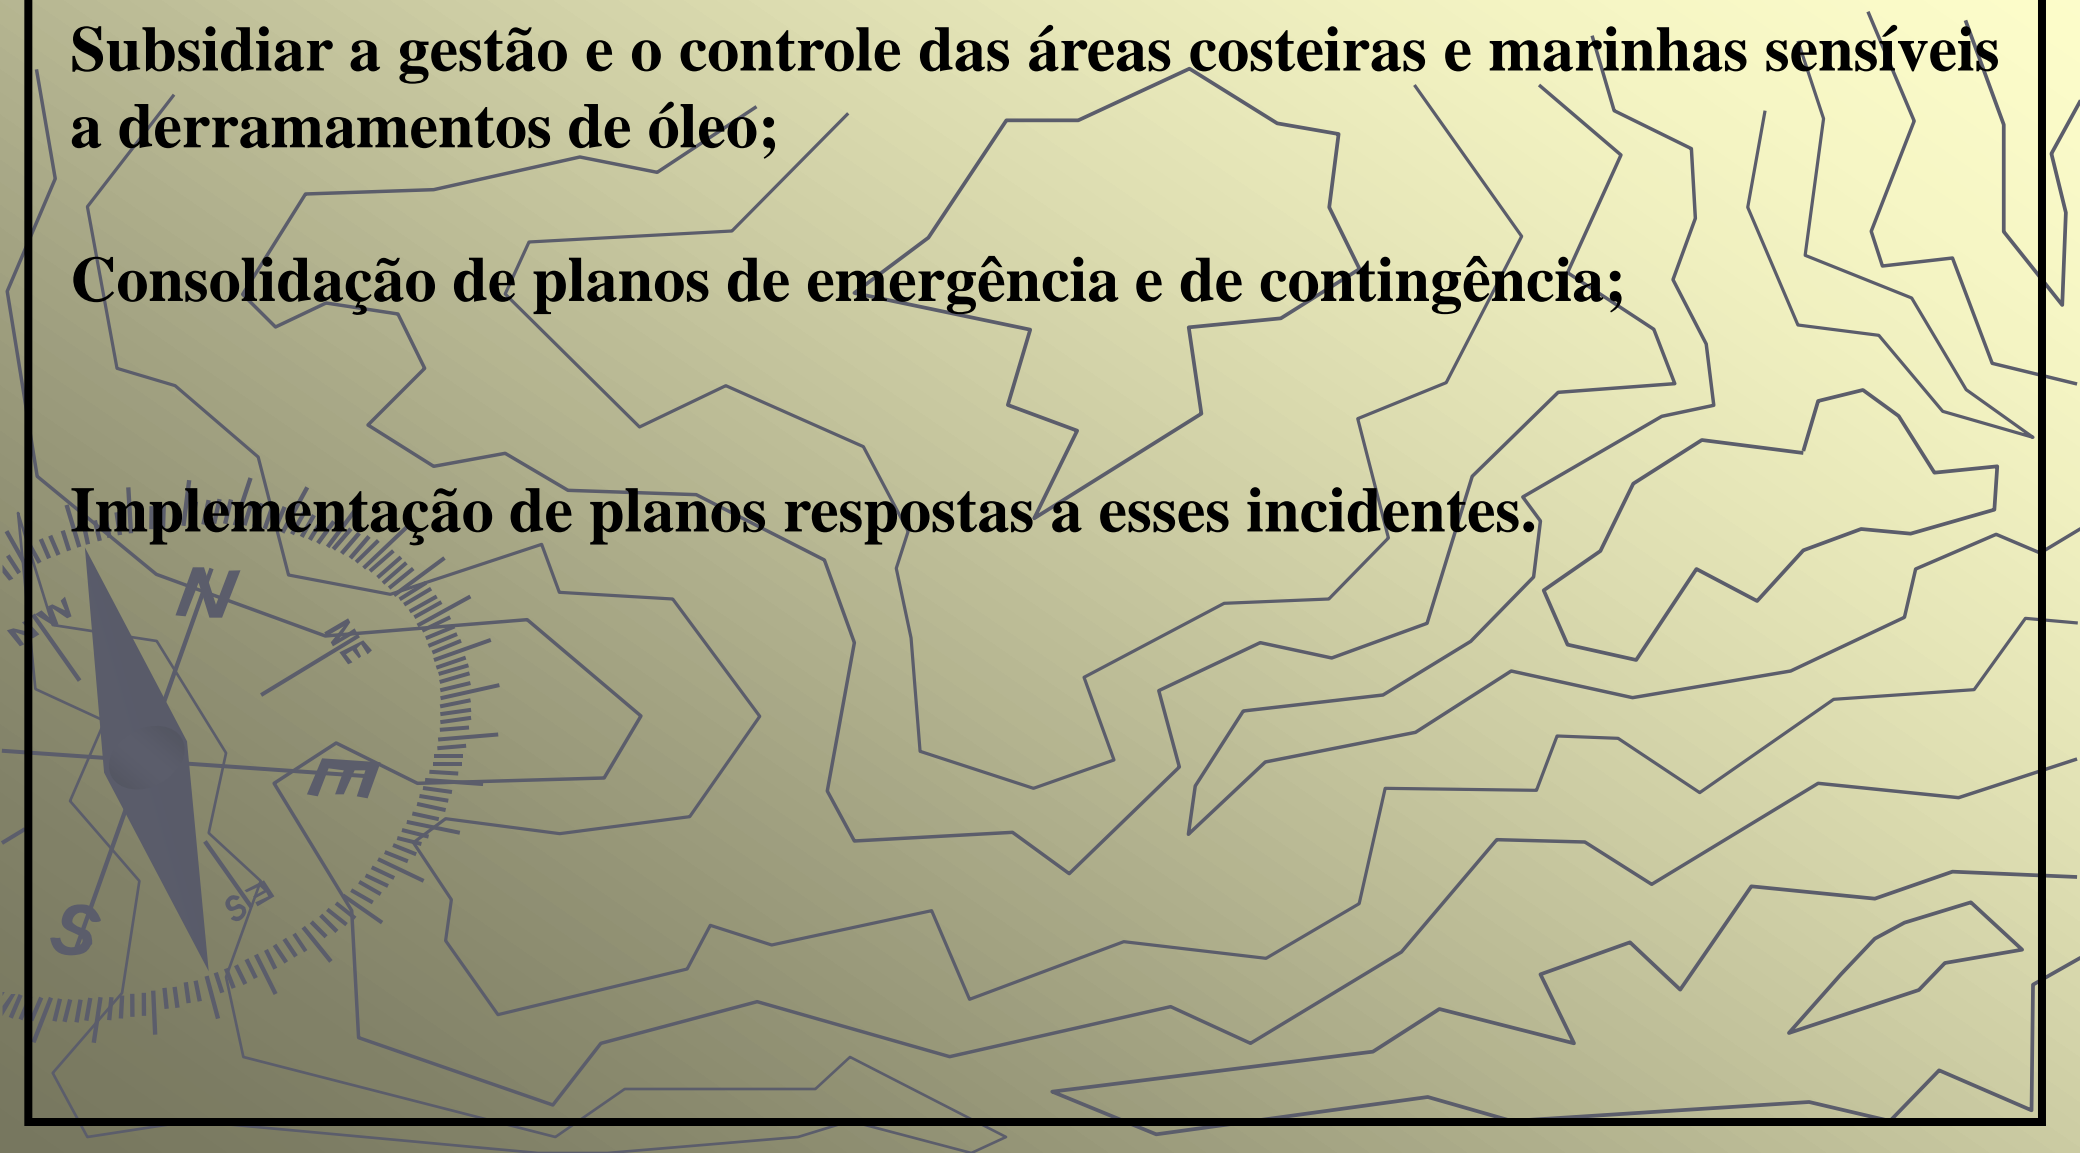 Subsidiar a gestão e o controle das áreas costeiras e marinhas sensíveis
a derramamentos de óleo;
Consolidação de planos de emergência e de contingência;
Implementação de planos respostas a esses incidentes.
NW
N
NE
E
SE
S